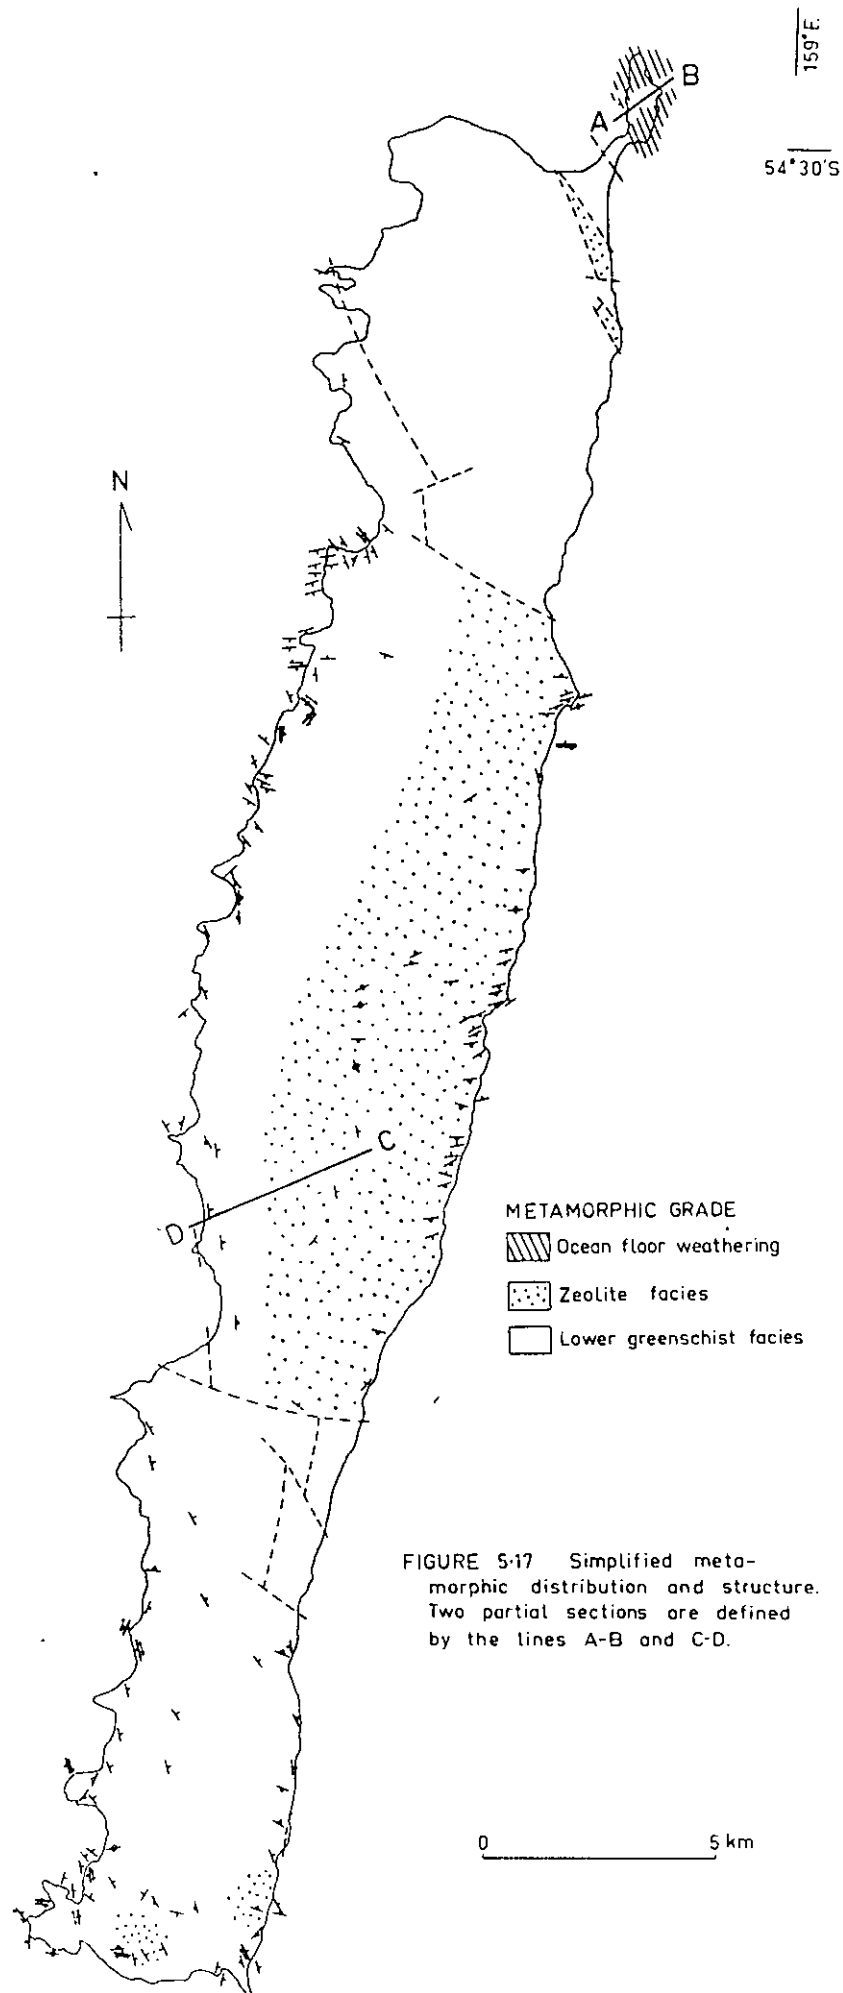 159°E.
B
A
54°30'S
N
C
D
METAMORPHIC GRADE
Ocean floor weathering
Zeolite facies
Lower greenschist facies
FIGURE 5·17 Simplified meta-
morphic distribution and structure.
Two partial sections are defined
by the lines A-B and C-D.
0 5 km